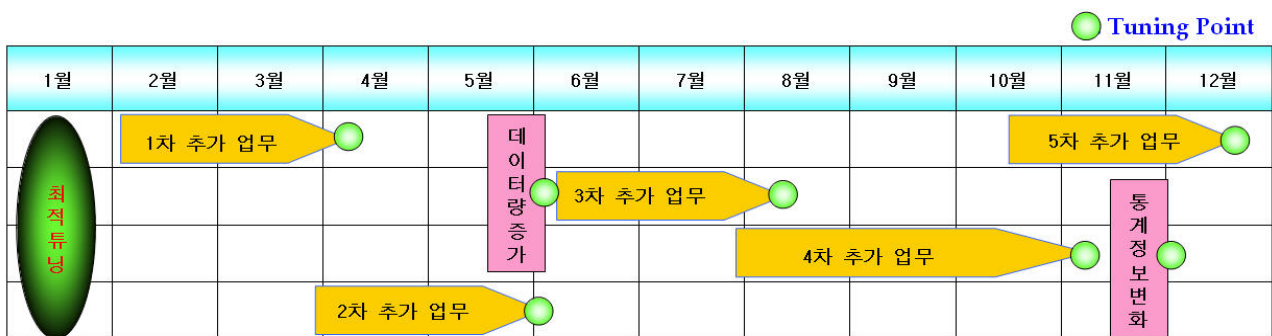 Tuning Point
1월 2월 3월 4월 5월 6월 7월 8월 9월 10월 11월 12월
최적튜닝
1차 추가 업무
데이터량증가
5차 추가 업무
3차 추가 업무
통계정보변화
4차 추가 업무
2차 추가 업무